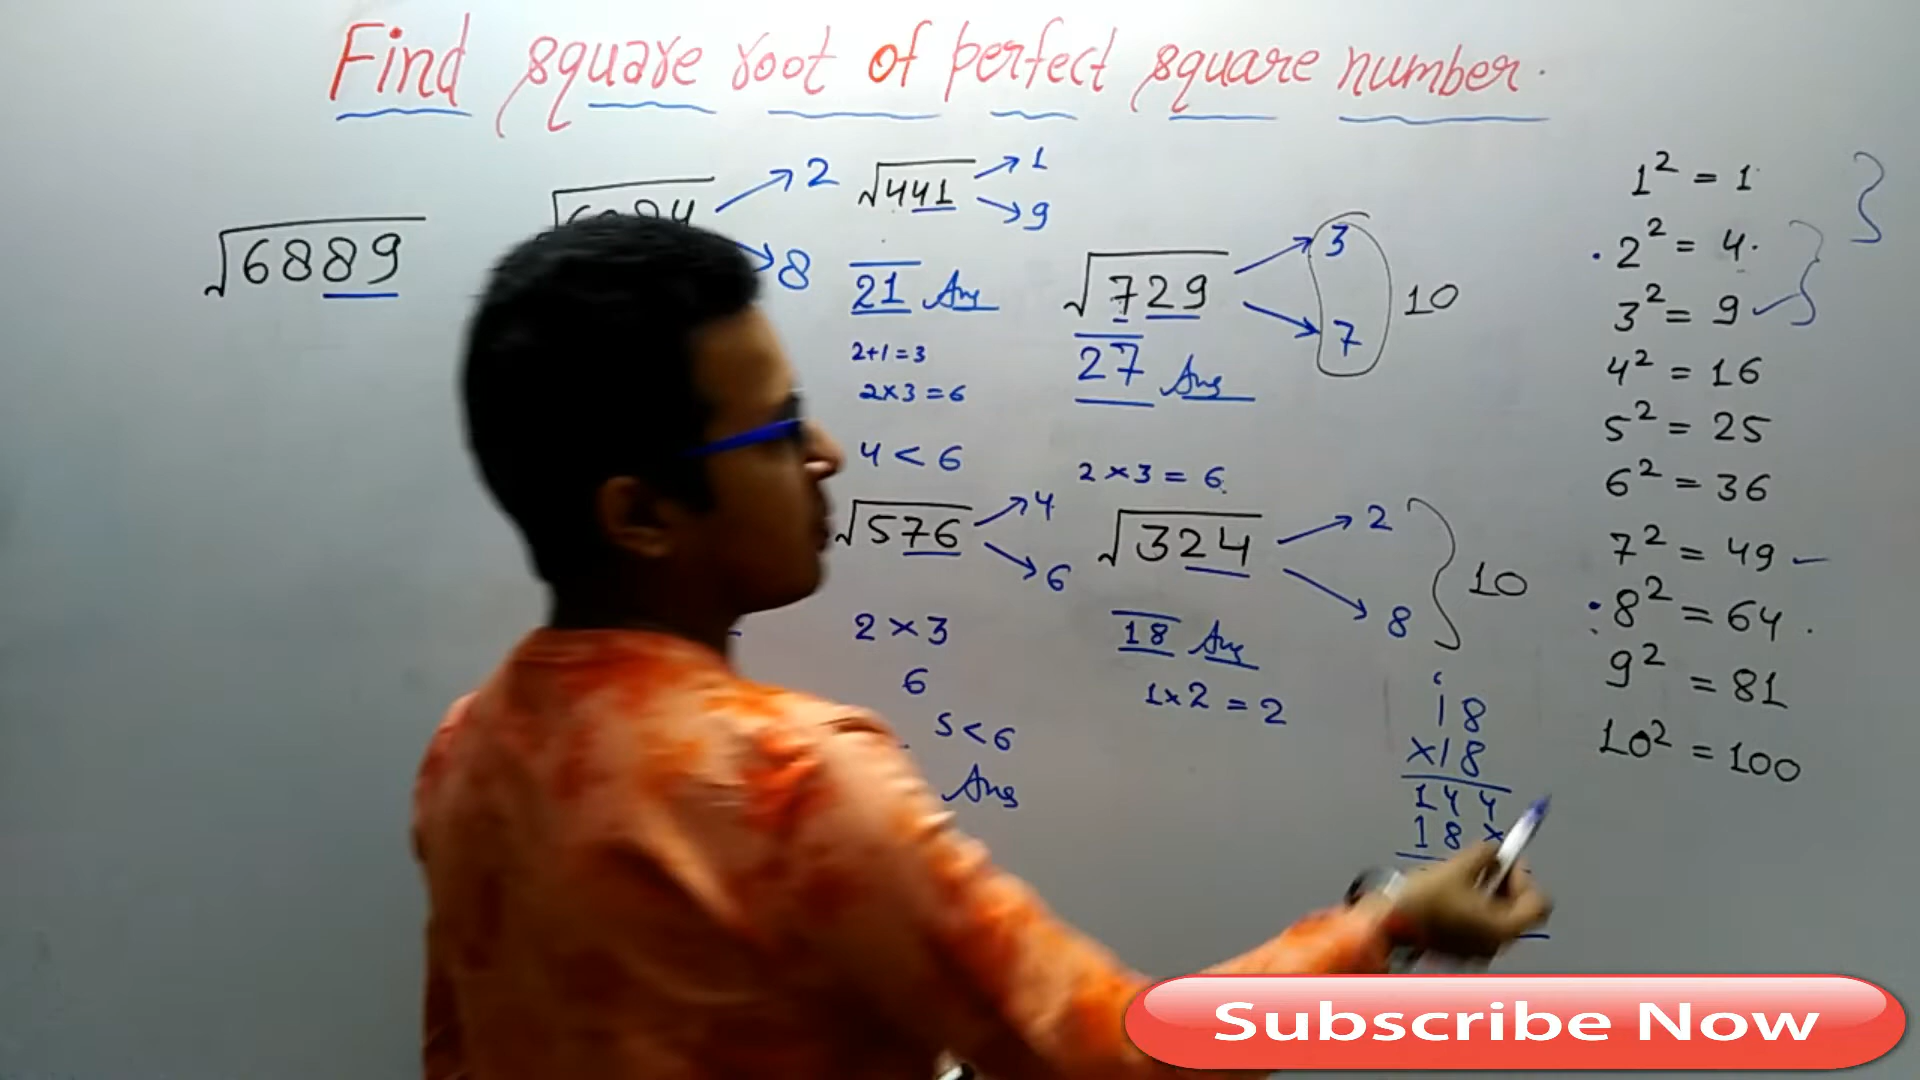 Find square root of perfect square number.
√6889
2
8
√441
1
9
21 Ans
2+1=3
2×3=6
4<6
√729
3
7
10
27 Ans
2×3=6
√576
4
6
2×3
6
5<6
Ans
√324
2
8
10
18 Ans
1×2=2
18
×18
144
18×
1² = 1
2² = 4
3² = 9
4² = 16
5² = 25
6² = 36
7² = 49
8² = 64
9² = 81
10² = 100
Subscribe Now